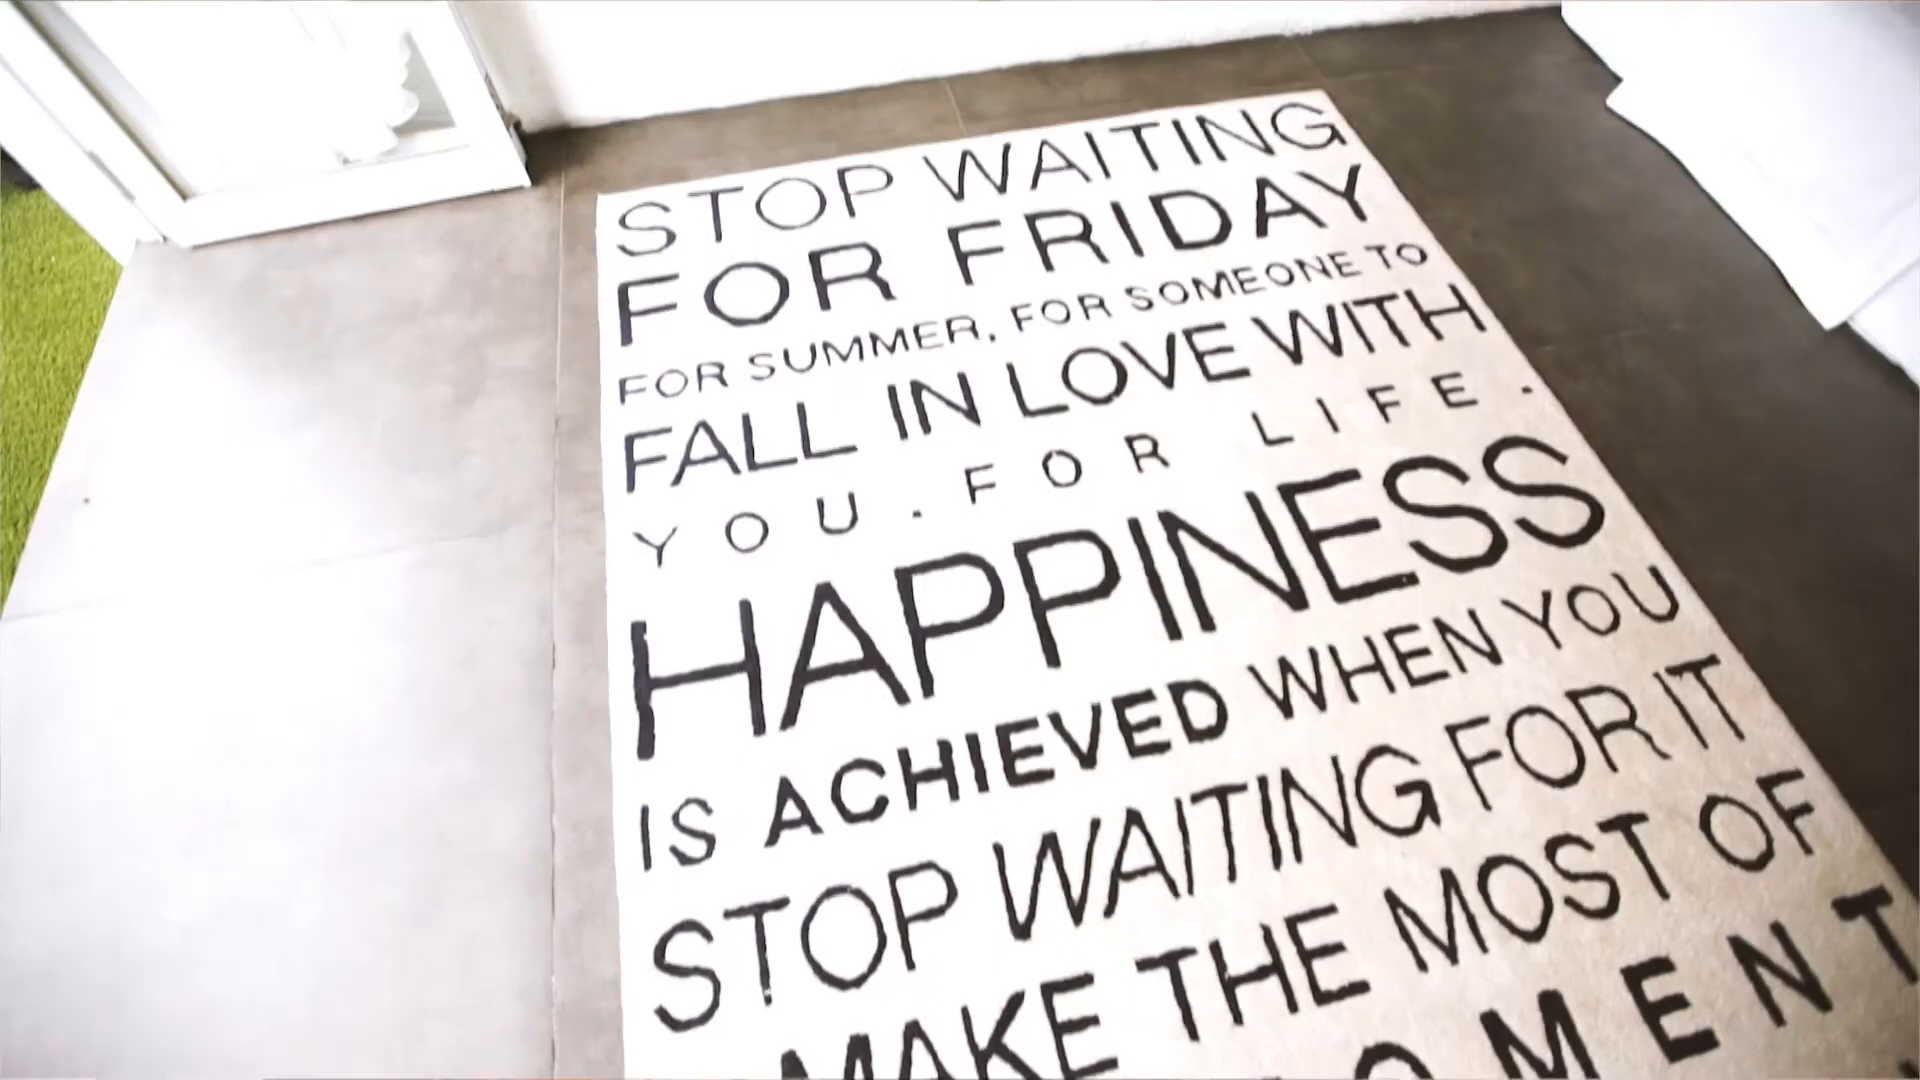 STOP WAITING
FOR FRIDAY
FOR SUMMER, FOR SOMEONE TO
FALL IN LOVE WITH
YOU. FOR LIFE.
HAPPINESS
IS ACHIEVED WHEN YOU
STOP WAITING FOR IT
MAKE THE MOST OF
OMENT